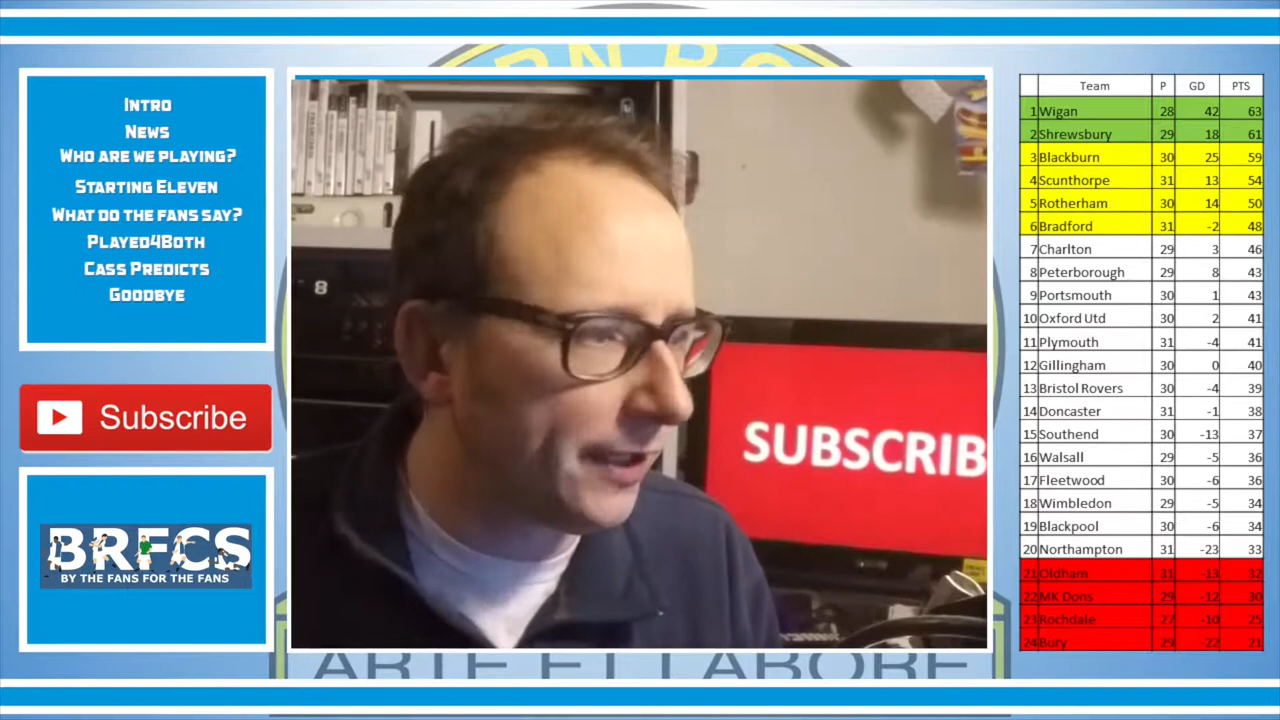 RN RO
INTRO
NEWS
WHO ARE WE PLAYING?
STARTING ELEVEN
WHAT DO THE FANS SAY?
PLAYED4BOTH
CASS PREDICTS
GOODBYE
Subscribe
BRFCS
BY THE FANS FOR THE FANS
8
SUBSCRIB
ARTE ET LABORE
Team P GD PTS
1 Wigan 28 42 63
2 Shrewsbury 29 18 61
3 Blackburn 30 25 59
4 Scunthorpe 31 13 54
5 Rotherham 30 14 50
6 Bradford 31 -2 48
7 Charlton 29 3 46
8 Peterborough 29 8 43
9 Portsmouth 30 1 43
10 Oxford Utd 30 2 41
11 Plymouth 31 -4 41
12 Gillingham 30 0 40
13 Bristol Rovers 30 -4 39
14 Doncaster 31 -1 38
15 Southend 30 -13 37
16 Walsall 29 -5 36
17 Fleetwood 30 -6 36
18 Wimbledon 29 -5 34
19 Blackpool 30 -6 34
20 Northampton 31 -23 33
21 Oldham 31 -13 32
22 MK Dons 29 -12 30
23 Rochdale 27 -10 25
24 Bury 29 -22 21